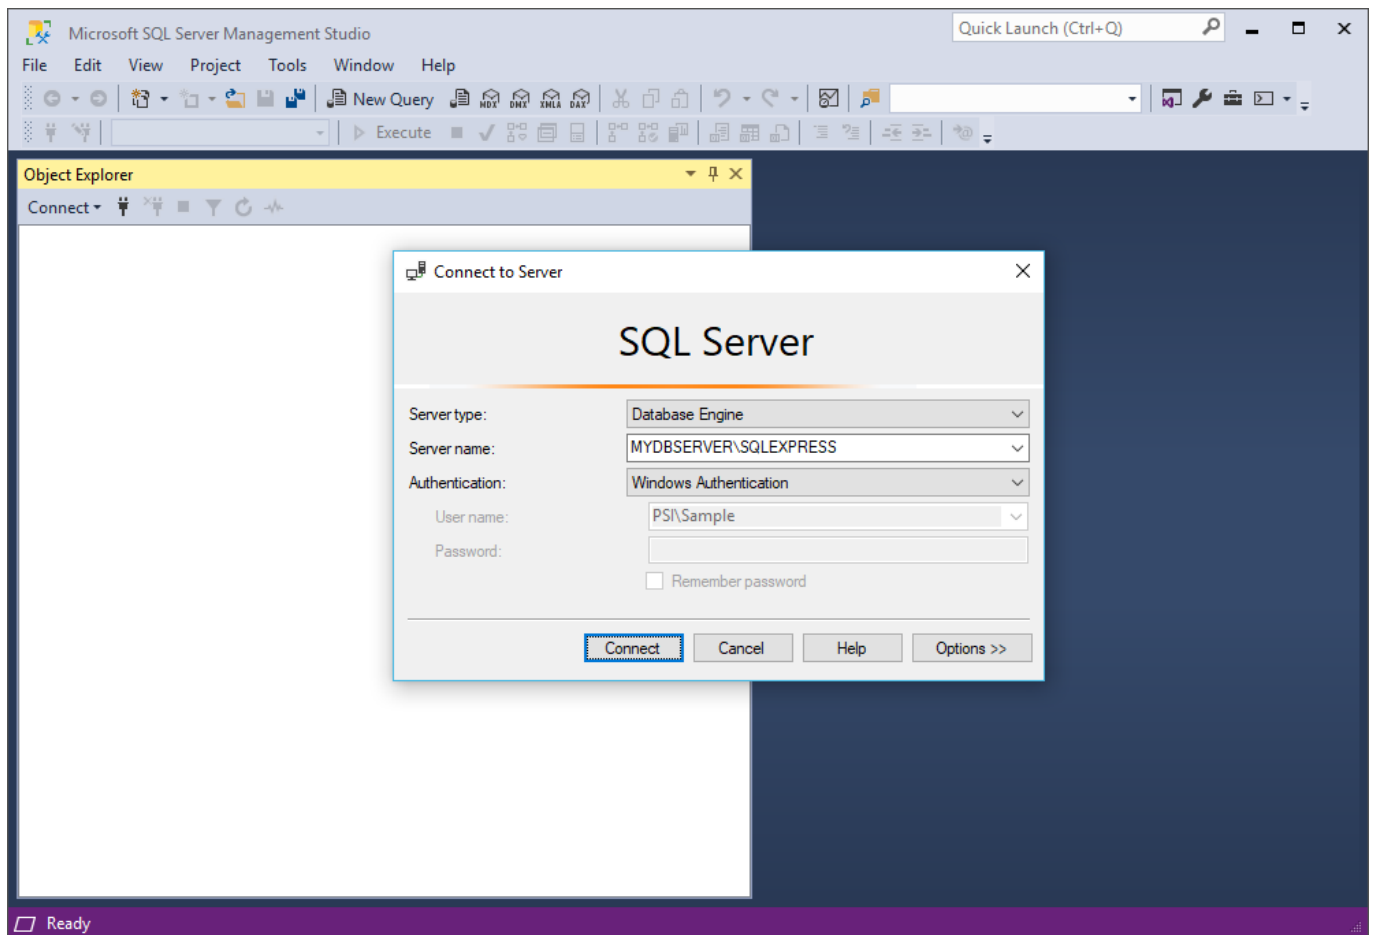 Microsoft SQL Server Management Studio
Quick Launch (Ctrl+Q)
File Edit View Project Tools Window Help
New Query MDX DMX XMLA DAX
Execute
Object Explorer
Connect
Connect to Server
SQL Server
Server type: Database Engine
Server name: MYDBSERVER\SQLEXPRESS
Authentication: Windows Authentication
User name: PSI\Sample
Password:
Remember password
Connect Cancel Help Options >>
Ready